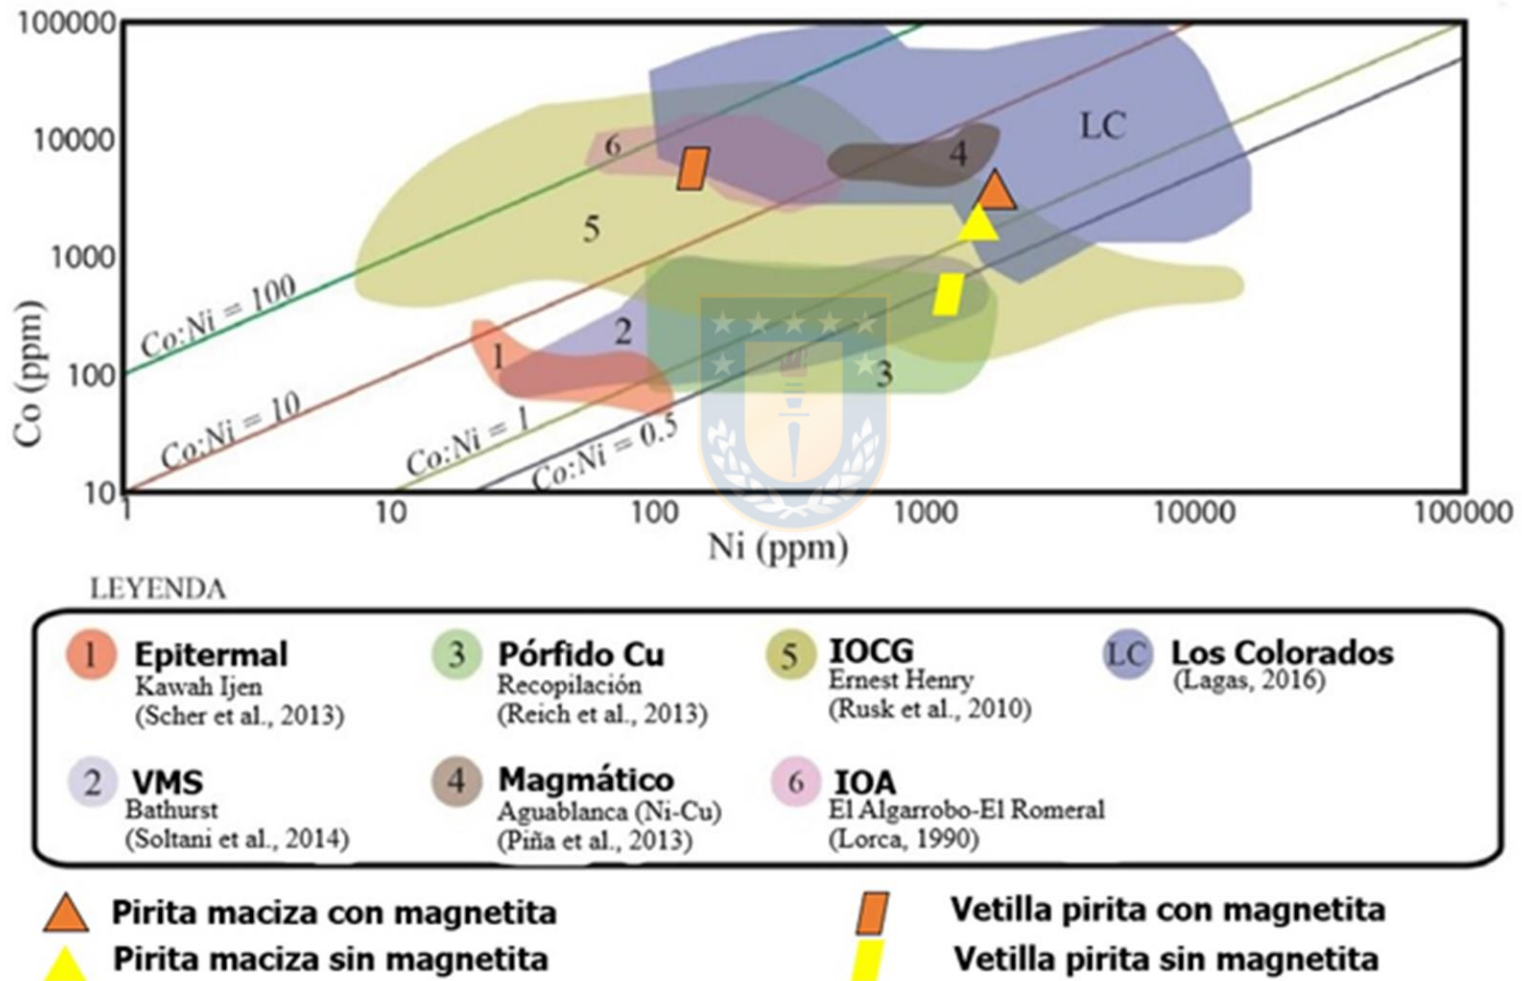 100000
10000
1000
100
10
Co (ppm)
1
10
100
1000
10000
100000
Ni (ppm)
Co:Ni = 100
Co:Ni = 10
Co:Ni = 1
Co:Ni = 0.5
6
5
4
LC
2
1
3
LEYENDA
1 Epitermal
Kawah Ijen
(Scher et al., 2013)
3 Pórfido Cu
Recopilación
(Reich et al., 2013)
5 IOCG
Ernest Henry
(Rusk et al., 2010)
LC Los Colorados
(Lagas, 2016)
2 VMS
Bathurst
(Soltani et al., 2014)
4 Magmático
Aguablanca (Ni-Cu)
(Piña et al., 2013)
6 IOA
El Algarrobo-El Romeral
(Lorca, 1990)
Pirita maciza con magnetita
Vetilla pirita con magnetita
Pirita maciza sin magnetita
Vetilla pirita sin magnetita